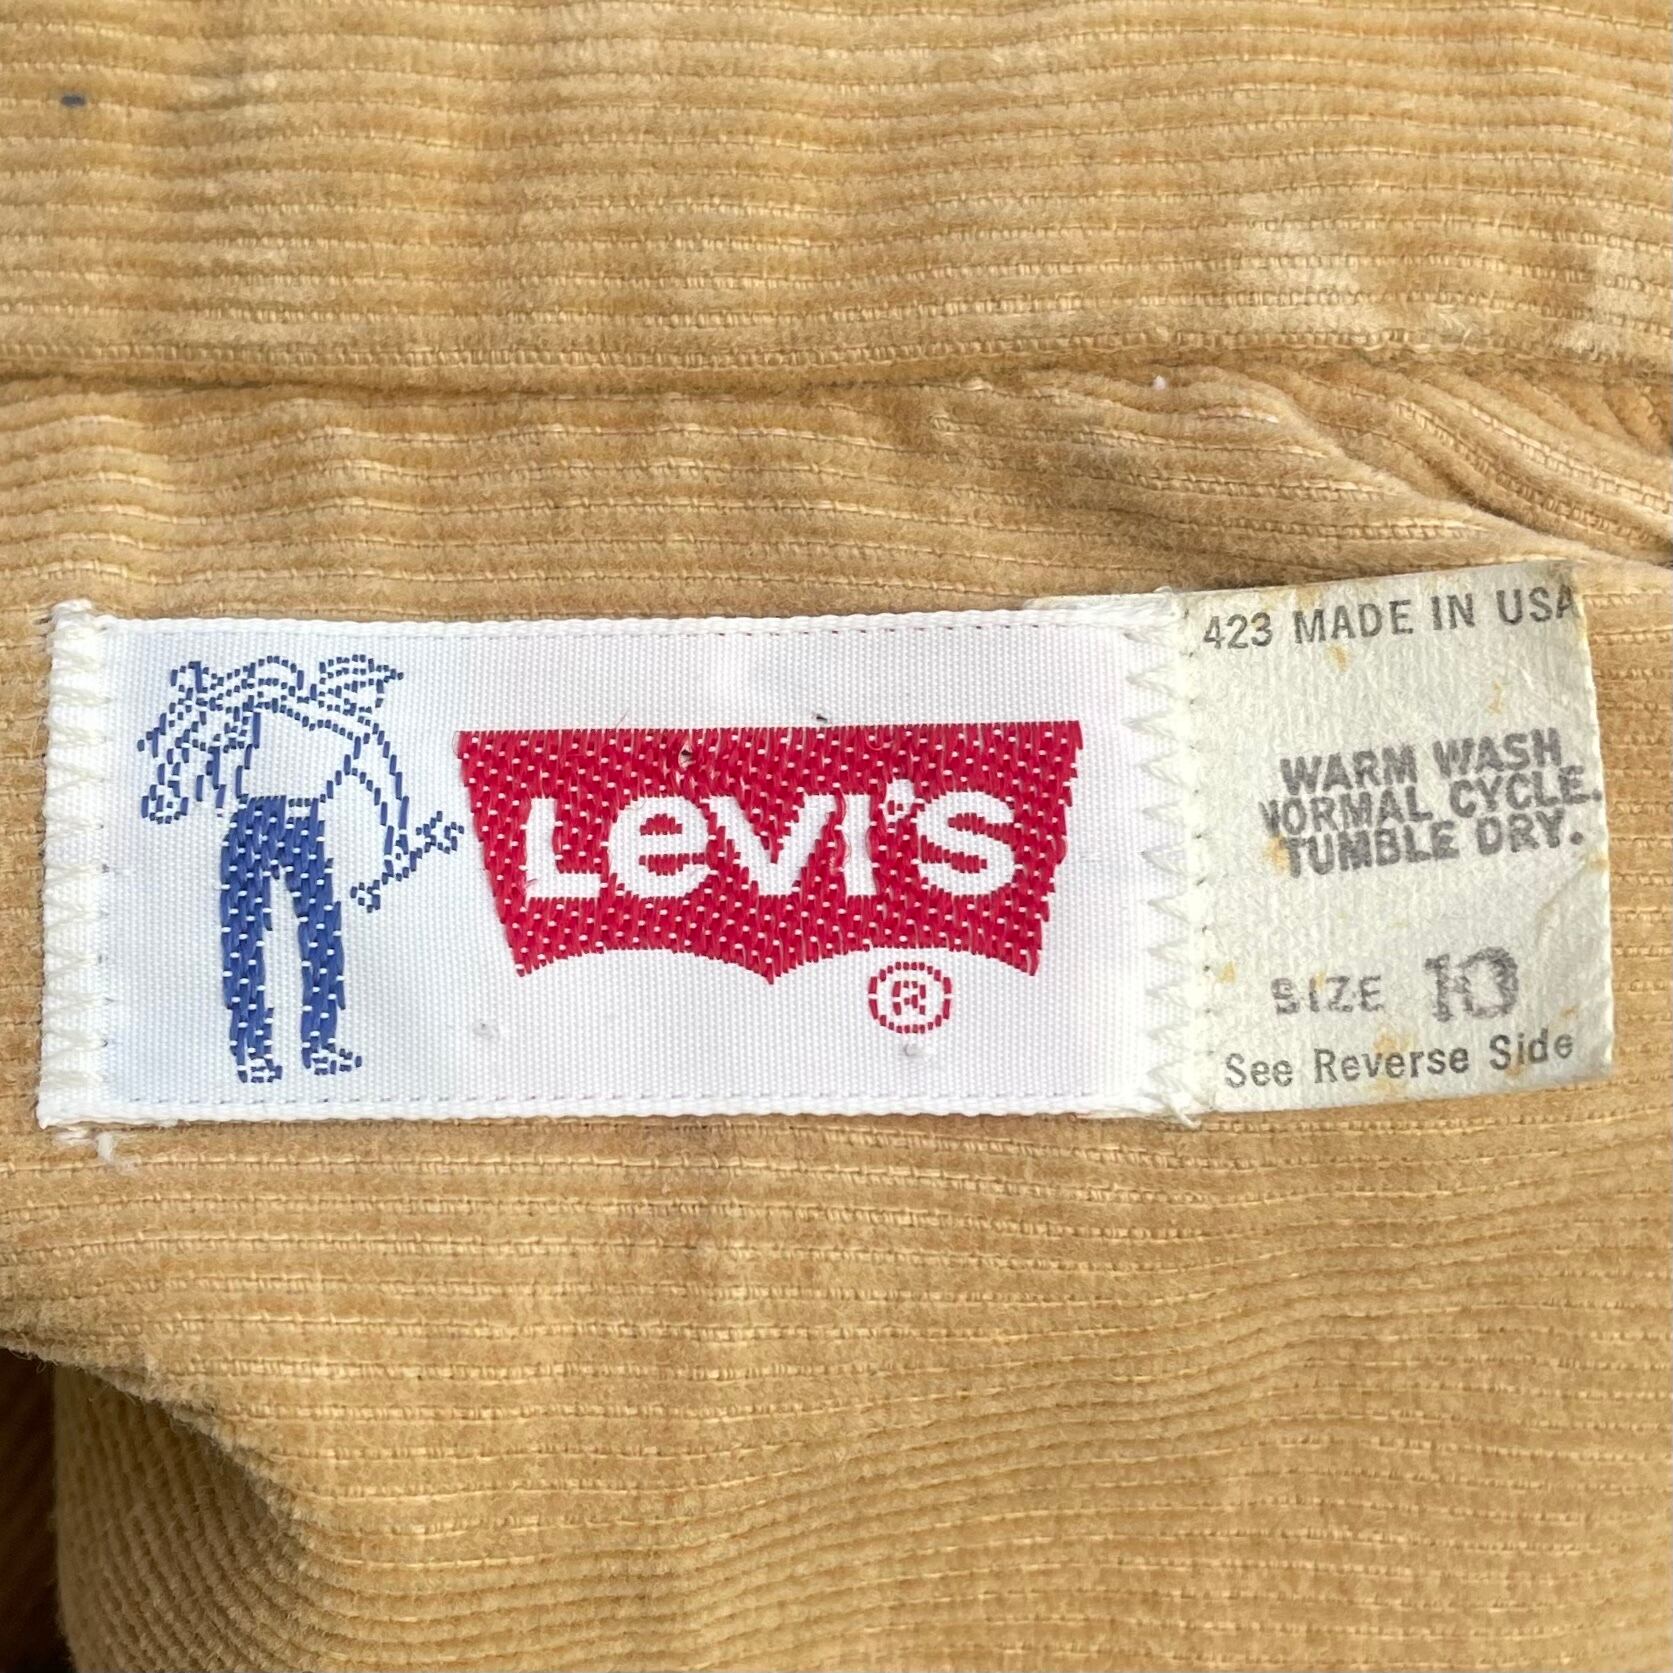 Levi's
®
423 MADE IN USA
WARM WASH
NORMAL CYCLE.
TUMBLE DRY.
SIZE 10
See Reverse Side